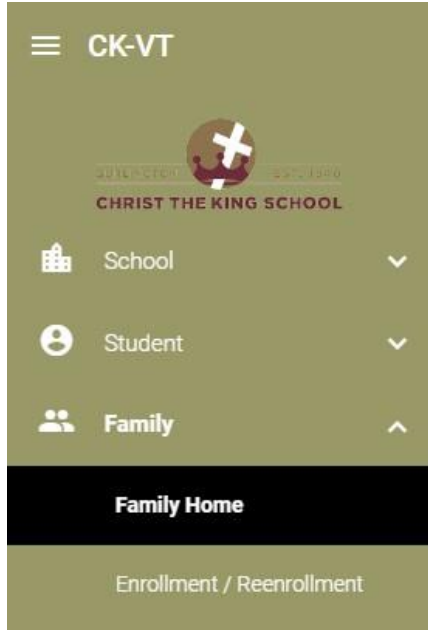 CK-VT
CHRIST THE KING SCHOOL
School
Student
Family
Family Home
Enrollment / Reenrollment